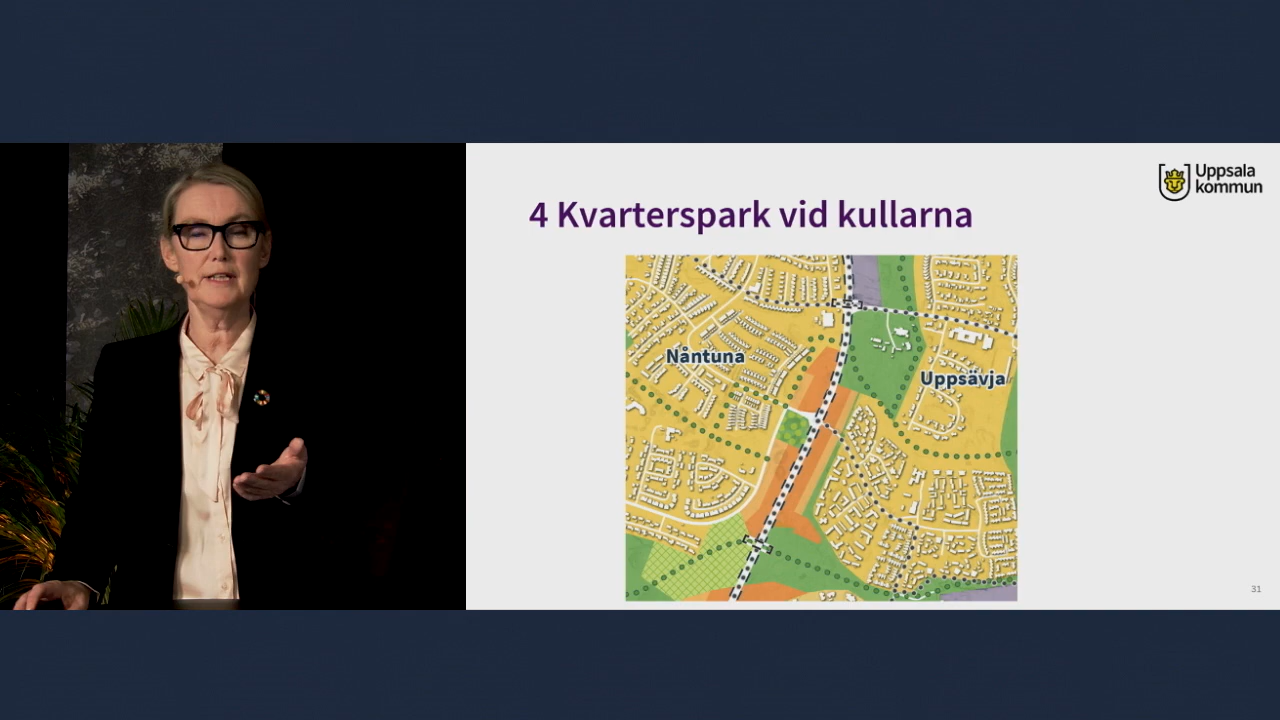 Uppsala
kommun
4 Kvarterspark vid kullarna
Nåntuna
Uppsävja
31